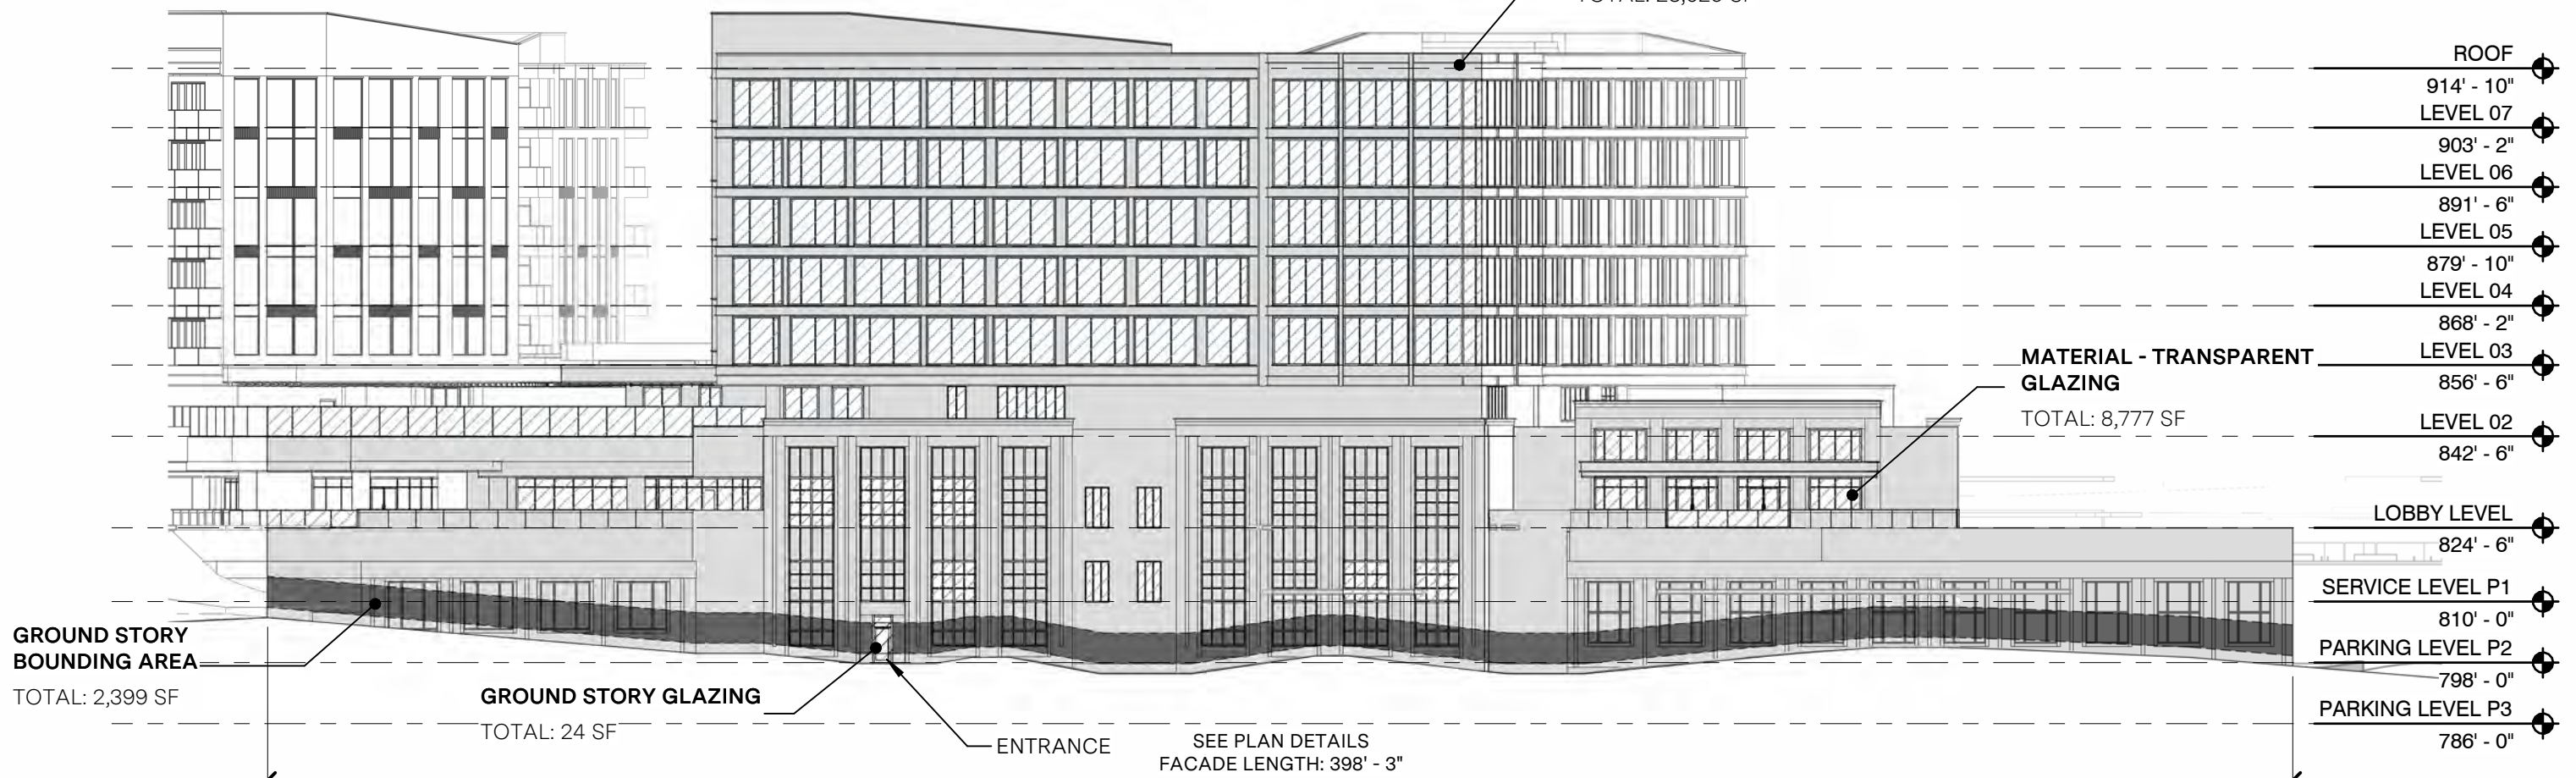 ROOF
914' - 10"
LEVEL 07
903' - 2"
LEVEL 06
891' - 6"
LEVEL 05
879' - 10"
LEVEL 04
868' - 2"
LEVEL 03
856' - 6"
MATERIAL - TRANSPARENT
GLAZING
TOTAL: 8,777 SF
LEVEL 02
842' - 6"
LOBBY LEVEL
824' - 6"
SERVICE LEVEL P1
810' - 0"
GROUND STORY
BOUNDING AREA
TOTAL: 2,399 SF
PARKING LEVEL P2
798' - 0"
GROUND STORY GLAZING
TOTAL: 24 SF
PARKING LEVEL P3
786' - 0"
ENTRANCE
SEE PLAN DETAILS
FACADE LENGTH: 398' - 3"